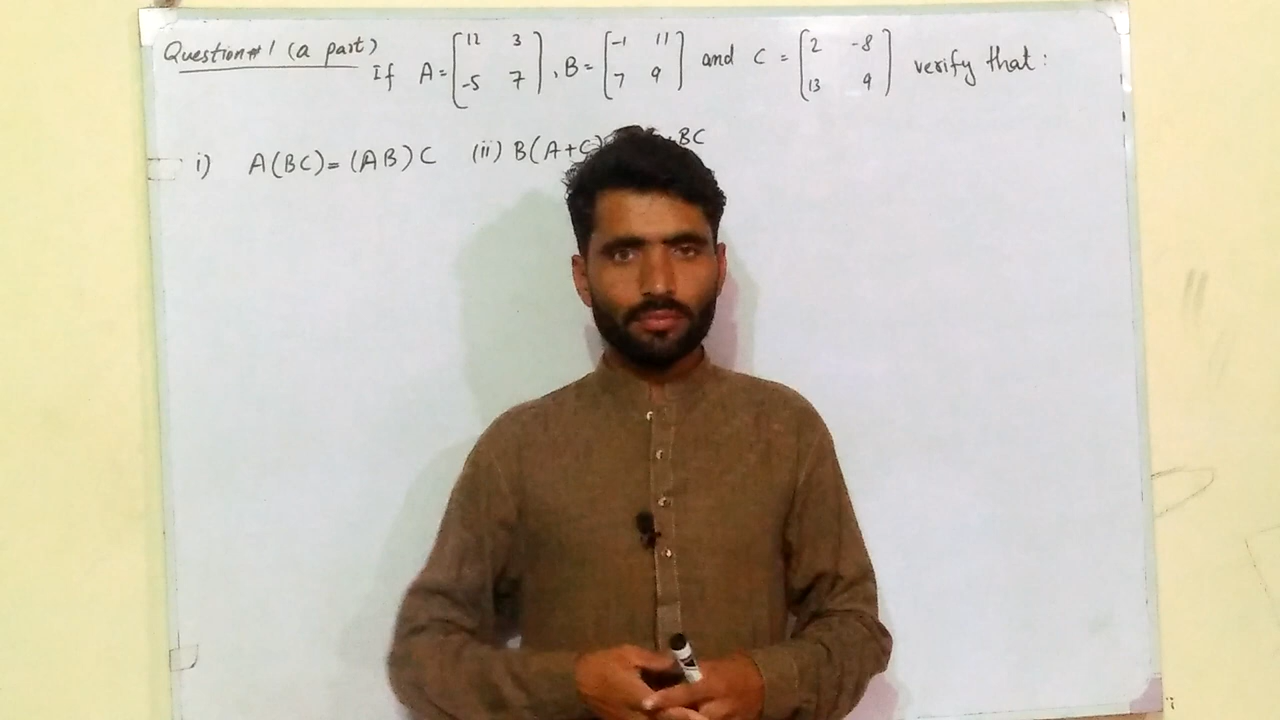 Question#1 (a part)
If A=[12 3 -5 7], B=[-1 11 7 9] and C=[2 -8 13 9] verify that:
i) A(BC)=(AB)C (ii) B(A+C) BC